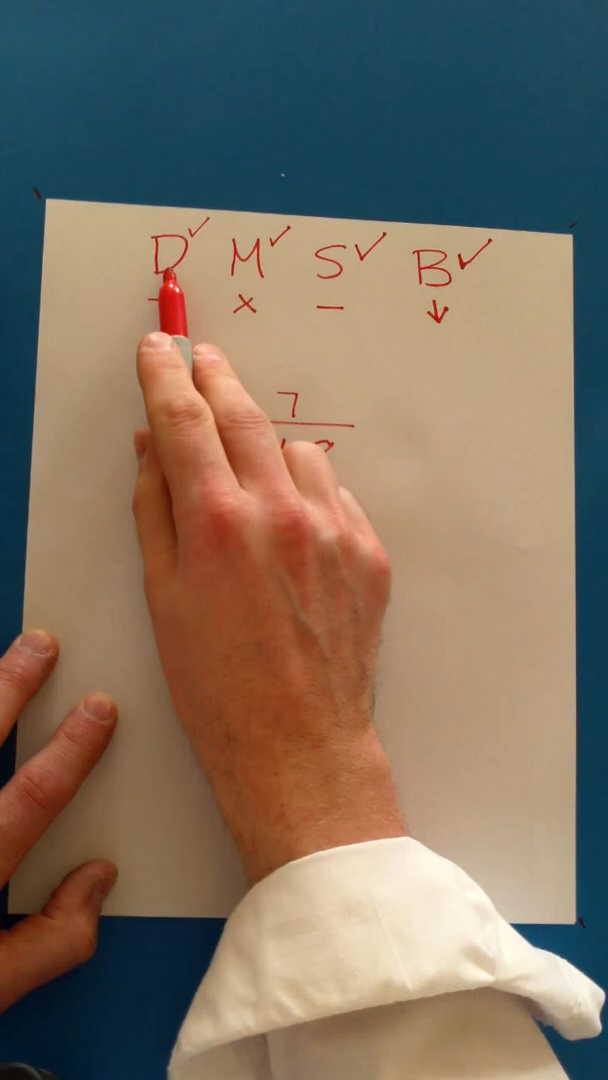 D✓ M✓ S✓ B✓
× — ↓
7